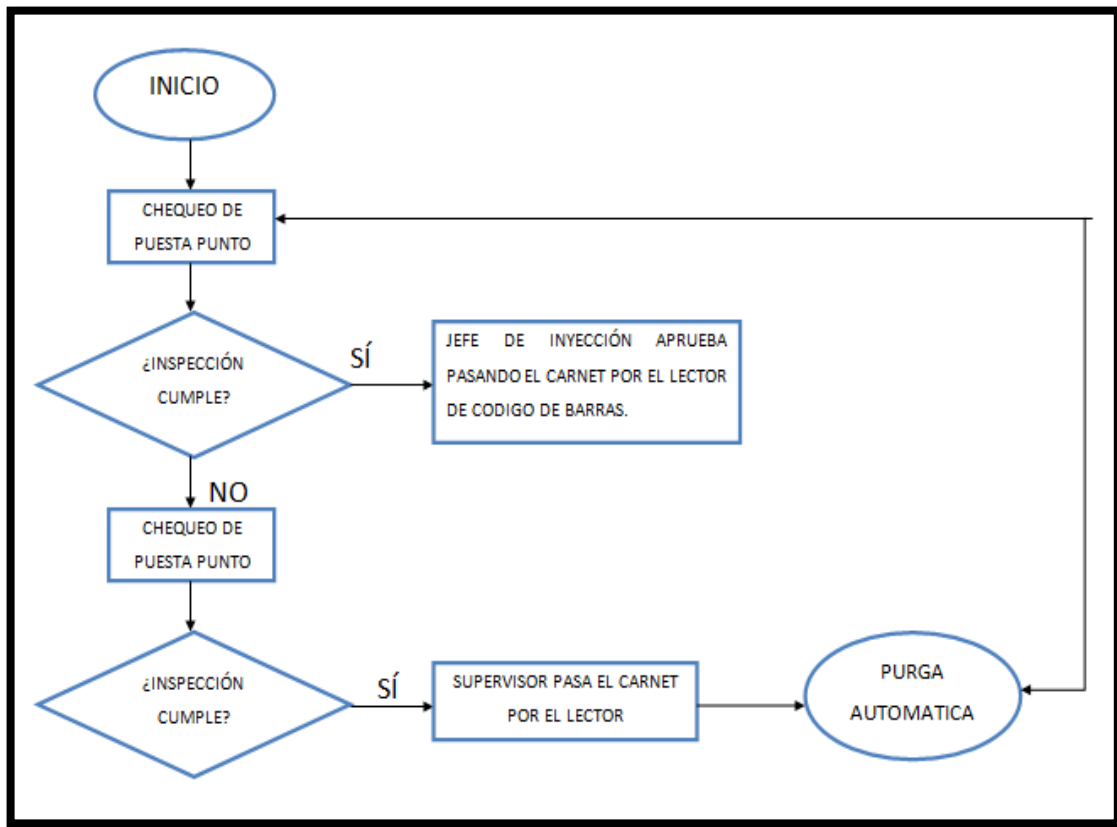 INICIO
CHEQUEO DE
PUESTA PUNTO
¿INSPECCIÓN
CUMPLE?
SÍ
JEFE DE INYECCIÓN APRUEBA
PASANDO EL CARNET POR EL LECTOR
DE CODIGO DE BARRAS.
NO
CHEQUEO DE
PUESTA PUNTO
¿INSPECCIÓN
CUMPLE?
SÍ
SUPERVISOR PASA EL CARNET
POR EL LECTOR
PURGA
AUTOMATICA